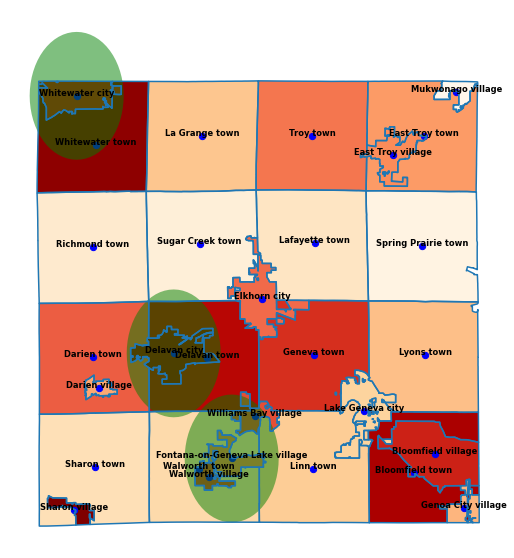 Mukwonago village
Whitewater city
La Grange town
Troy town
East Troy town
Whitewater town
East Troy village
Richmond town
Sugar Creek town
Lafayette town
Spring Prairie town
Elkhorn city
Delavan city
Darien town
Delavan town
Geneva town
Lyons town
Darien village
Williams Bay village
Lake Geneva city
Fontana-on-Geneva Lake village
Bloomfield village
Sharon town
Walworth town
Linn town
Bloomfield town
Walworth village
Sharon village
Genoa City village